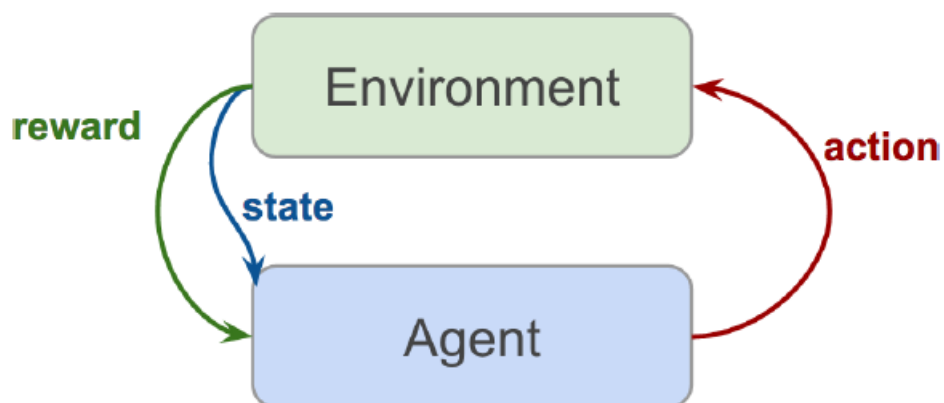 Environment
reward
action
state
Agent